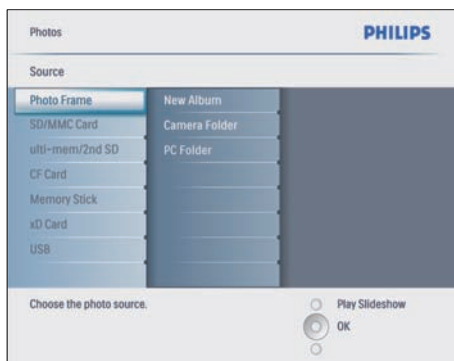 Photos PHILIPS
Source
Photo Frame New Album
SD/MMC Card Camera Folder
ulti-mem/2nd SD PC Folder
CF Card
Memory Stick
xD Card
USB
Choose the photo source. Play Slideshow
OK